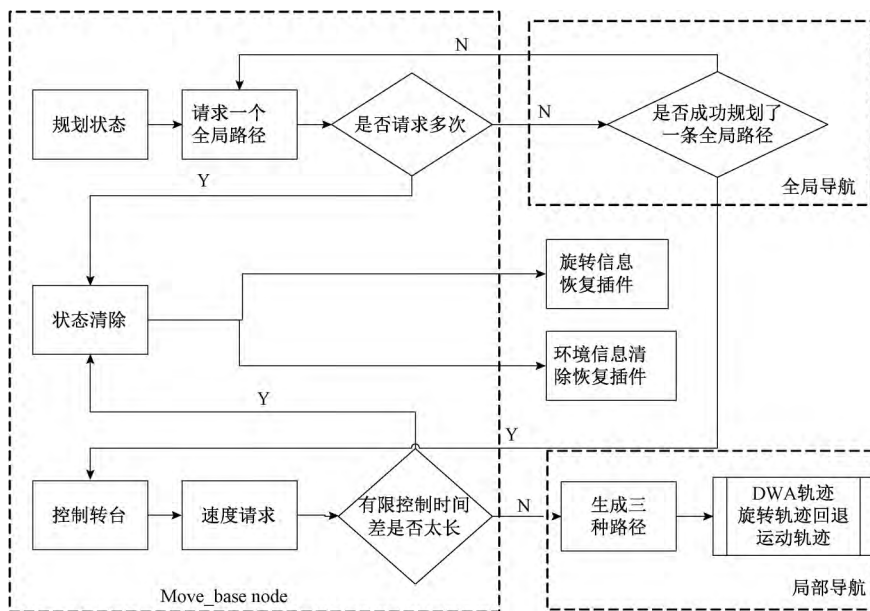 N
规划状态
请求一个
全局路径
是否请求多次
N
是否成功规划了
一条全局路径
全局导航
Y
旋转信息
恢复插件
状态清除
环境信息清
除恢复插件
Y
Y
控制转台
速度请求
有限控制时间
差是否太长
N
生成三
种路径
DWA轨迹
旋转轨迹回退
运动轨迹
局部导航
Move_base node